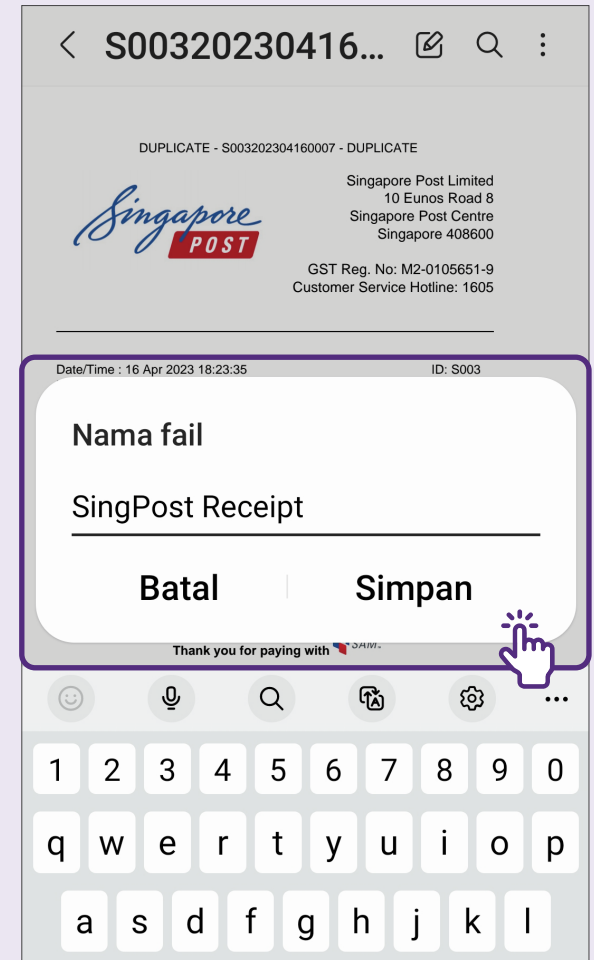 S00320230416...
DUPLICATE - S003202304160007 - DUPLICATE
Singapore
POST
Singapore Post Limited
10 Eunos Road 8
Singapore Post Centre
Singapore 408600
GST Reg. No: M2-0105651-9
Customer Service Hotline: 1605
Date/Time : 16 Apr 2023 18:23:35 ID: S003
Nama fail
SingPost Receipt
Batal Simpan
Thank you for paying with SAM
1 2 3 4 5 6 7 8 9 0
q w e r t y u i o p
a s d f g h j k l